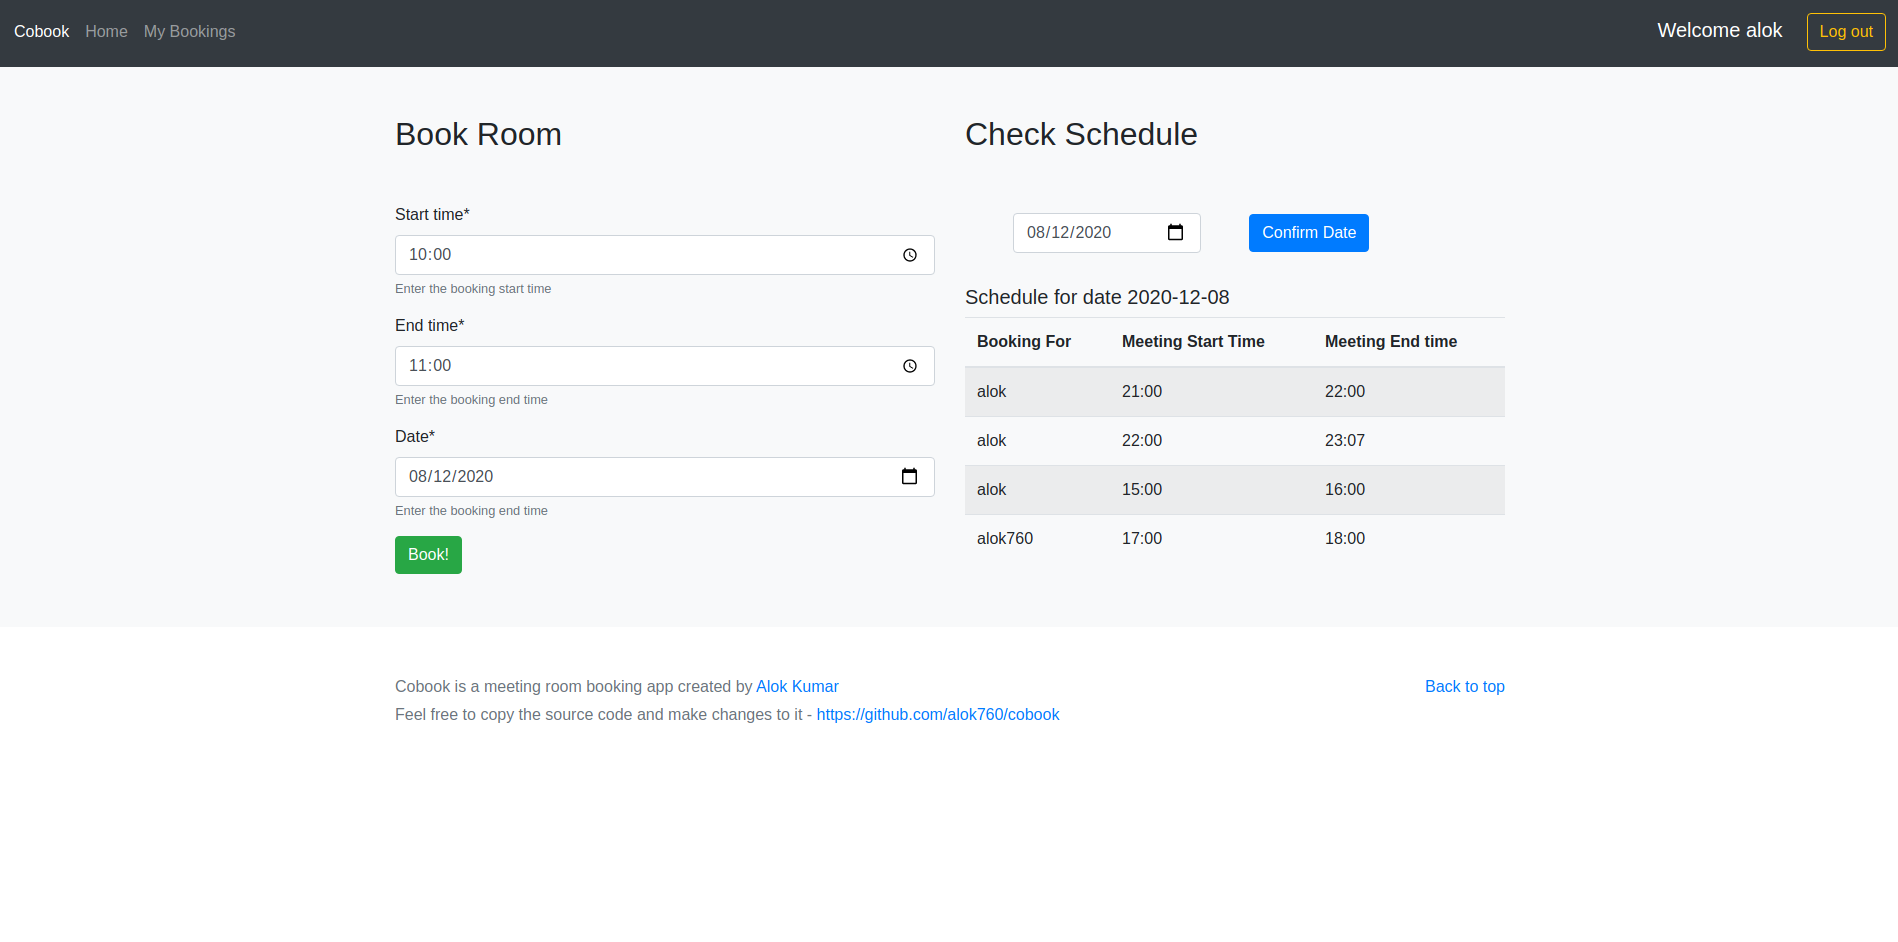 Cobook Home My Bookings Welcome alok Log out
Book Room
Start time*
10:00
Enter the booking start time
End time*
11:00
Enter the booking end time
Date*
08/12/2020
Enter the booking end time
Book!
Check Schedule
08/12/2020 Confirm Date
Schedule for date 2020-12-08
Booking For Meeting Start Time Meeting End time
alok 21:00 22:00
alok 22:00 23:07
alok 15:00 16:00
alok760 17:00 18:00
Cobook is a meeting room booking app created by Alok Kumar Back to top
Feel free to copy the source code and make changes to it - https://github.com/alok760/cobook